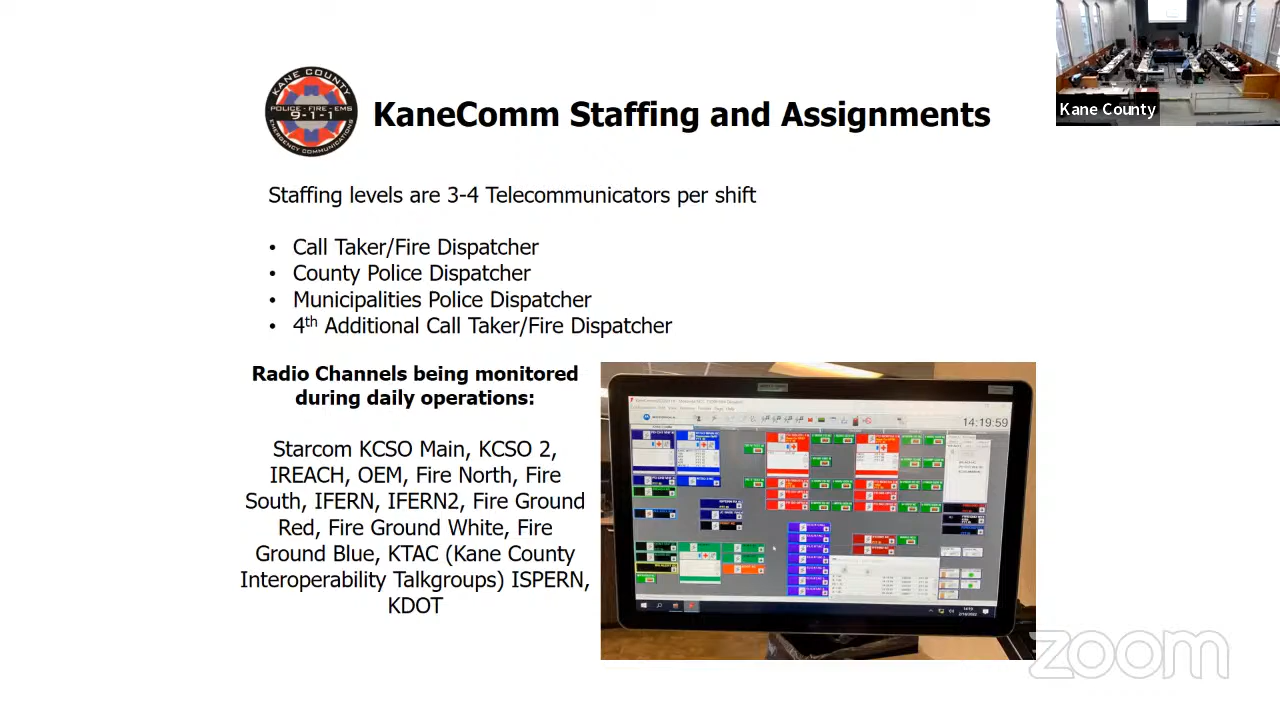 KANE COUNTY
POLICE - FIRE - EMS
9-1-1
EMERGENCY COMMUNICATIONS
KaneComm Staffing and Assignments
Kane County
Staffing levels are 3-4 Telecommunicators per shift
• Call Taker/Fire Dispatcher
• County Police Dispatcher
• Municipalities Police Dispatcher
• 4th Additional Call Taker/Fire Dispatcher
Radio Channels being monitored
during daily operations:
Starcom KCSO Main, KCSO 2,
IREACH, OEM, Fire North, Fire
South, IFERN, IFERN2, Fire Ground
Red, Fire Ground White, Fire
Ground Blue, KTAC (Kane County
Interoperability Talkgroups) ISPERN,
KDOT
14:19:59
zoom